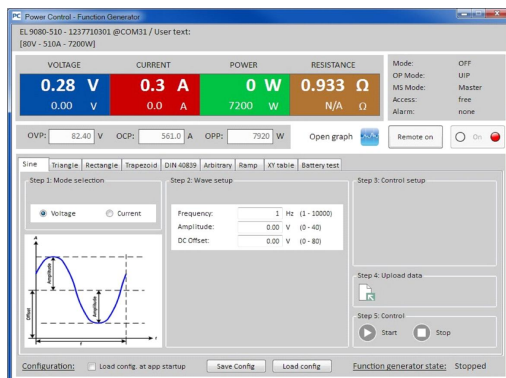 PC Power Control - Function Generator
EL 9080-510 - 1237710301 @COM31 / User text:
[80V - 510A - 7200W]
VOLTAGE CURRENT POWER RESISTANCE
0.28 V 0.3 A 0 W 0.933 Ω
0.00 V 0.0 A 7200 W N/A Ω
Mode: OFF
OP Mode: UIP
MS Mode: Master
Access: free
Alarm: none
OVP: 82.40 V OCP: 561.0 A OPP: 7920 W Open graph Remote on On
Sine Triangle Rectangle Trapezoid DIN 40839 Arbitrary Ramp XY table Battery test
Step 1: Mode selection
Voltage Current
Amplitude
Amplitude
Offset
A
t
t
Step 2: Wave setup
Frequency: 1 Hz (1 - 10000)
Amplitude: 0.00 V (0 - 40)
DC Offset: 0.00 V (0 - 80)
Step 3: Control setup
Step 4: Upload data
Step 5: Control
Start Stop
Configuration: Load config. at app startup Save Config Load config Function generator state: Stopped